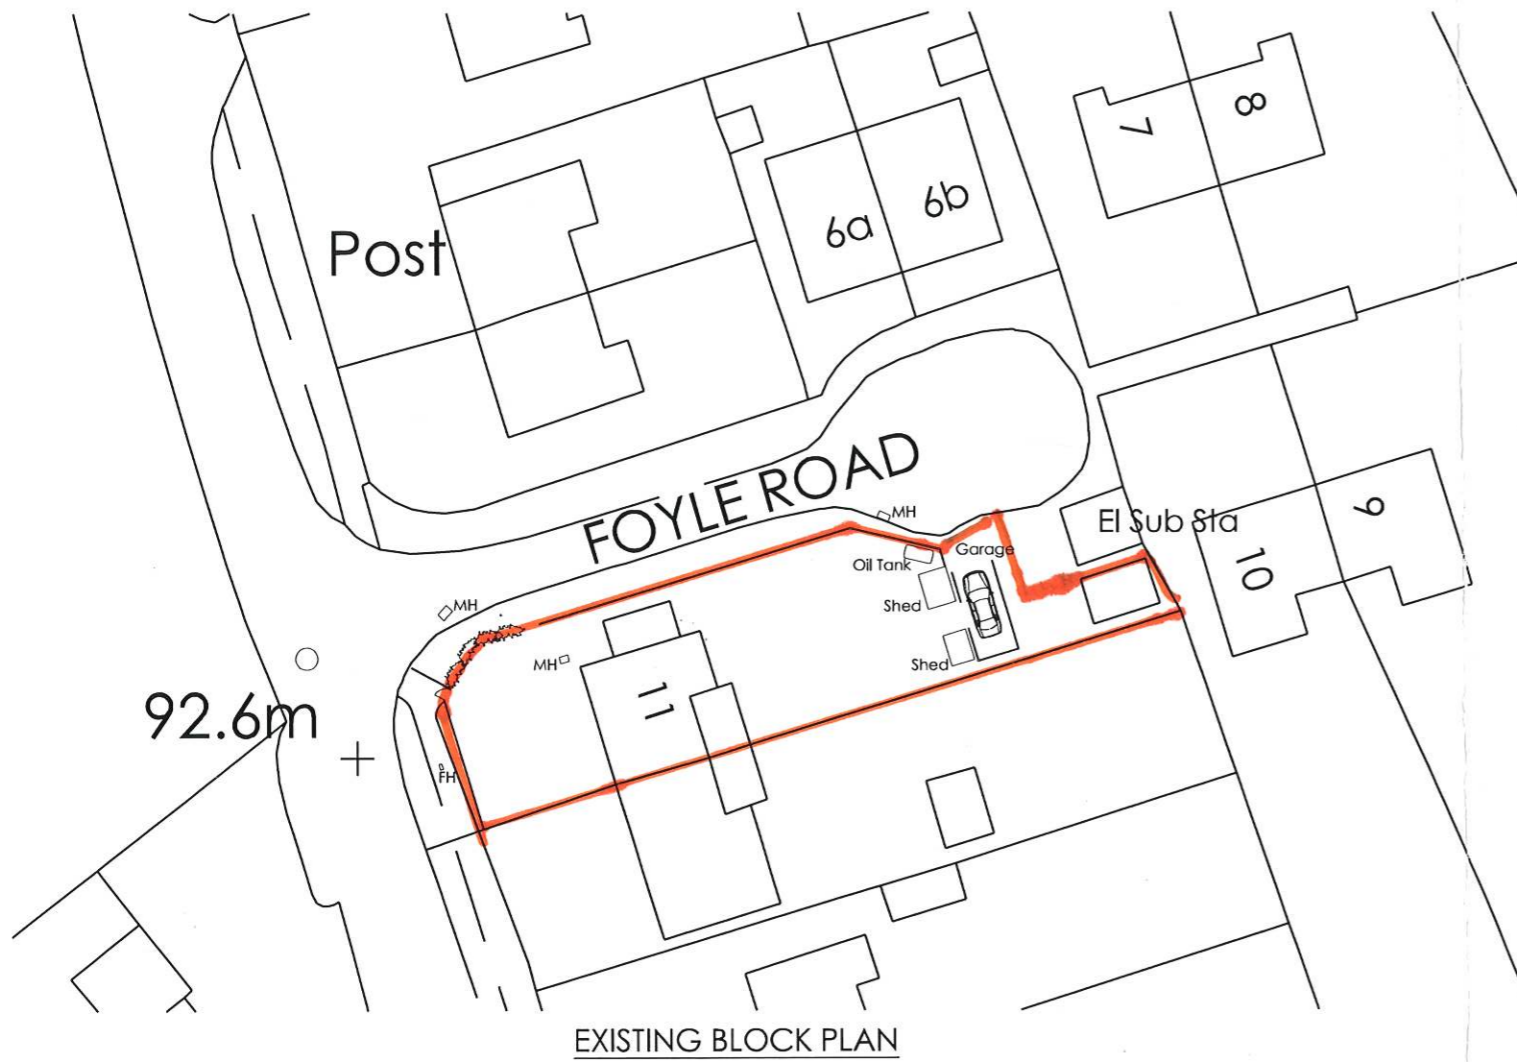 8
7
6b
6a
Post
FOYLE ROAD
MH
El Sub Sta
9
10
Garage
Oil Tank
Shed
MH
MH
Shed
11
92.6m
FH
EXISTING BLOCK PLAN